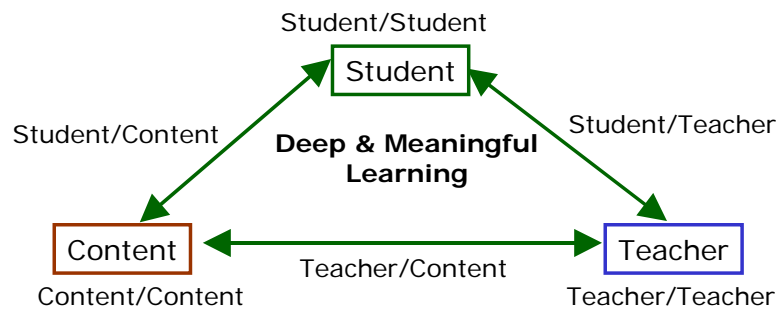 Student/Student
Student
Student/Content
Student/Teacher
Deep & Meaningful
Learning
Content
Teacher
Teacher/Content
Content/Content
Teacher/Teacher